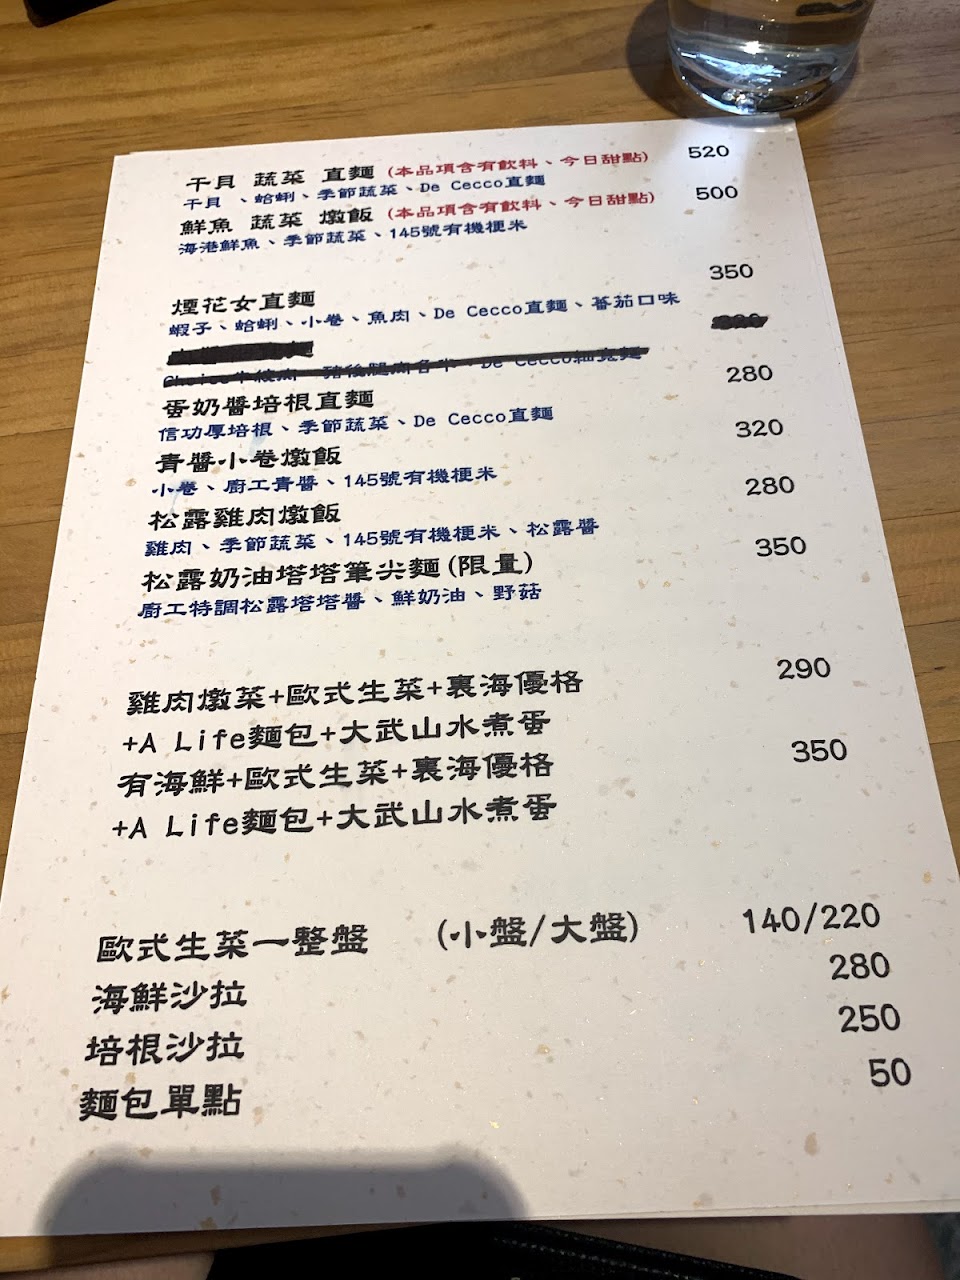 干貝 蔬菜 直麵 (本品項含有飲料、今日甜點) 520
干貝、蛤蜊、季節蔬菜、De Cecco直麵
鮮魚 蔬菜 燉飯 (本品項含有飲料、今日甜點) 500
海港鮮魚、季節蔬菜、145號有機梗米
煙花女直麵 350
蝦子、蛤蜊、小卷、魚肉、De Cecco直麵、蕃茄口味
蛋奶醬培根直麵 280
信功厚培根、季節蔬菜、De Cecco直麵
青醬小卷燉飯 320
小卷、廚工青醬、145號有機梗米
松露雞肉燉飯 280
雞肉、季節蔬菜、145號有機梗米、松露醬
松露奶油塔塔筆尖麵(限量) 350
廚工特調松露塔塔醬、鮮奶油、野菇
雞肉燉菜+歐式生菜+裏海優格 290
+A Life麵包+大武山水煮蛋
有海鮮+歐式生菜+裏海優格 350
+A Life麵包+大武山水煮蛋
歐式生菜一整盤 (小盤/大盤) 140/220
海鮮沙拉 280
培根沙拉 250
麵包單點 50